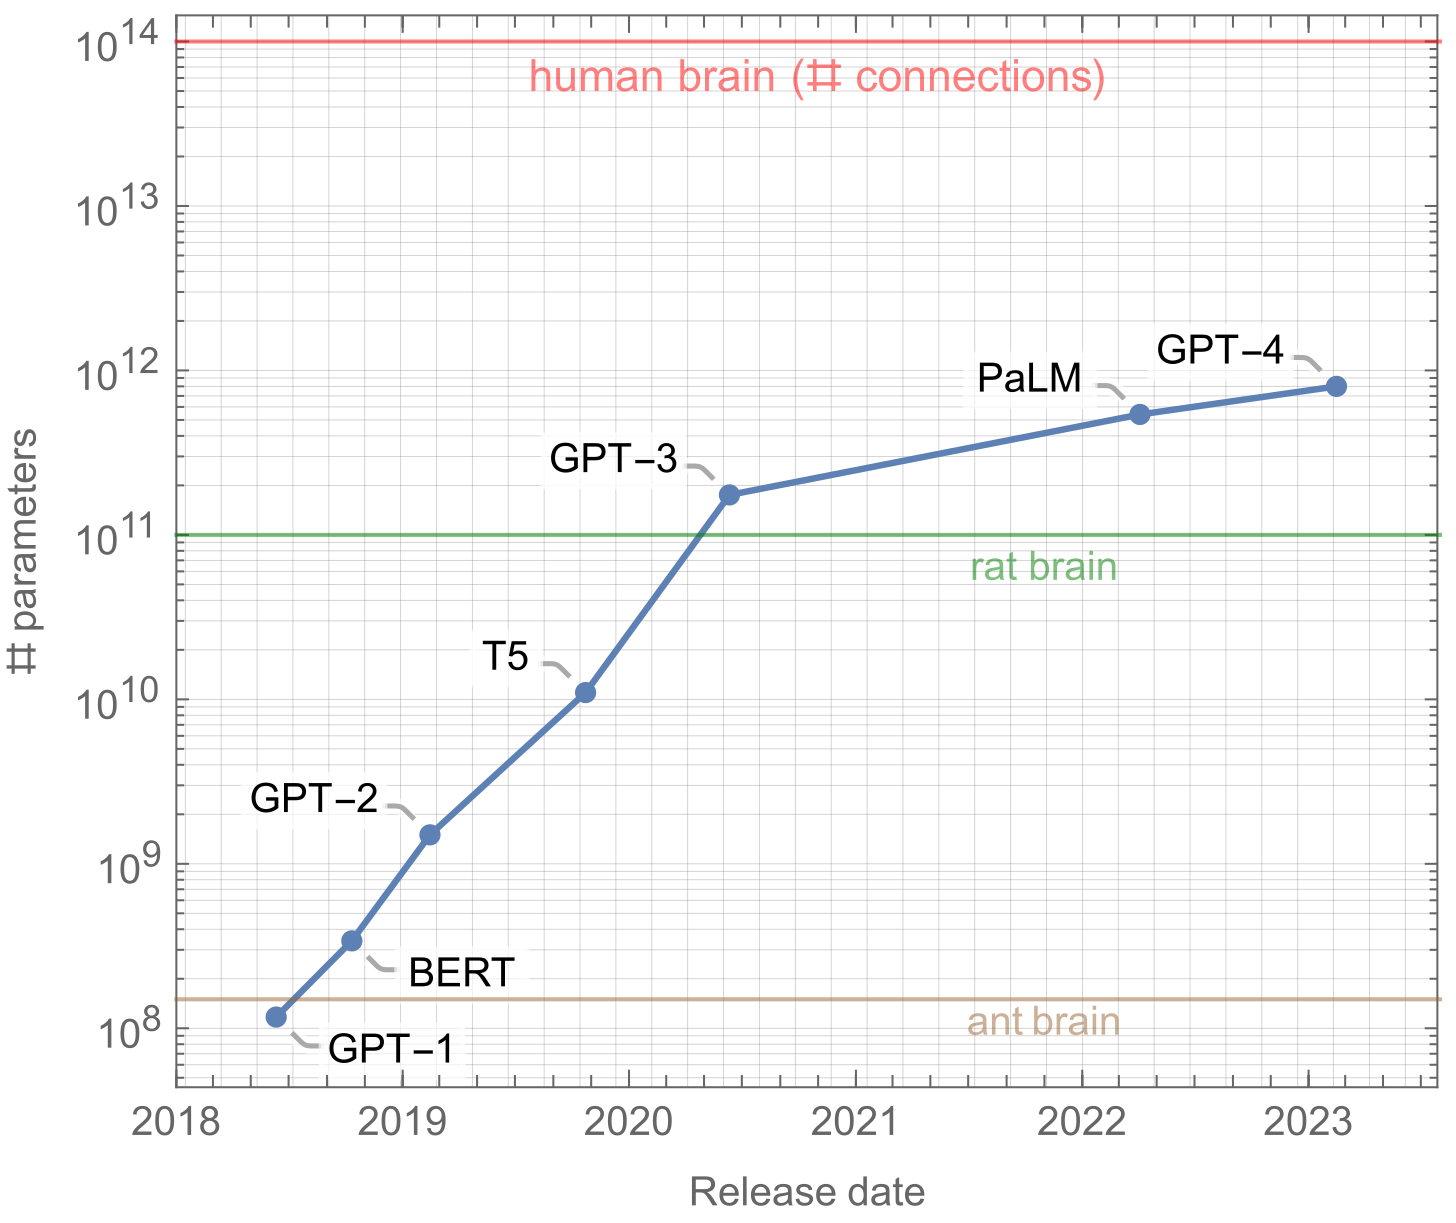 10^14
human brain (# connections)
10^13
10^12
GPT−4
PaLM
GPT−3
10^11
rat brain
# parameters
T5
10^10
GPT−2
10^9
BERT
ant brain
10^8
GPT−1
2018 2019 2020 2021 2022 2023
Release date